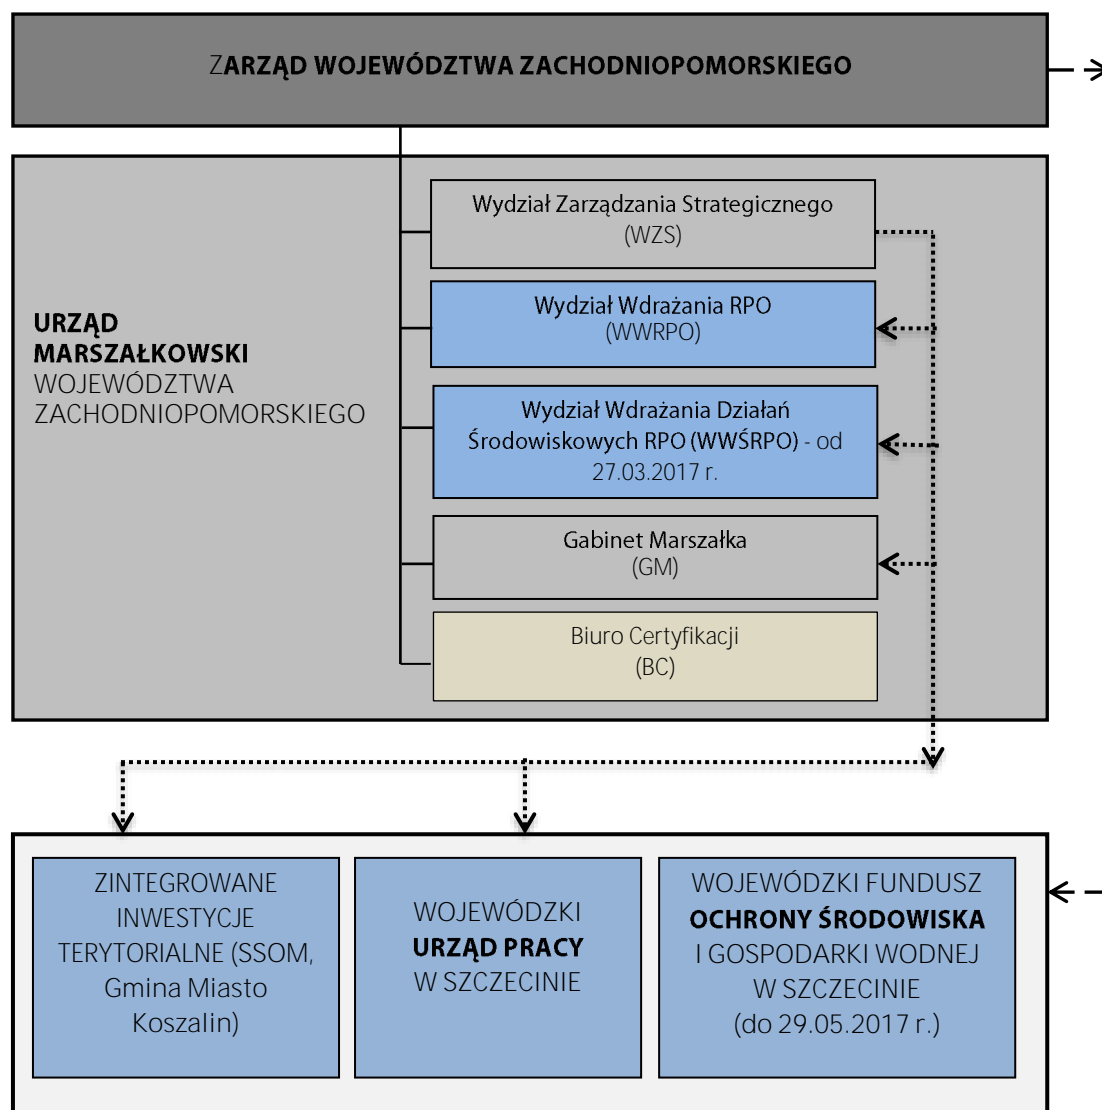 ZARZĄD WOJEWÓDZTWA ZACHODNIOPOMORSKIEGO
Wydział Zarządzania Strategicznego
(WZS)
Wydział Wdrażania RPO
(WWRPO)
URZĄD
MARSZAŁKOWSKI
WOJEWÓDZTWA
ZACHODNIOPOMORSKIEGO
Wydział Wdrażania Działań
Środowiskowych RPO (WWŚRPO) - od
27.03.2017 r.
Gabinet Marszałka
(GM)
Biuro Certyfikacji
(BC)
ZINTEGROWANE
INWESTYCJE
TERYTORIALNE (SSOM,
Gmina Miasto
Koszalin)
WOJEWÓDZKI
URZĄD PRACY
W SZCZECINIE
WOJEWÓDZKI FUNDUSZ
OCHRONY ŚRODOWISKA
I GOSPODARKI WODNEJ
W SZCZECINIE
(do 29.05.2017 r.)